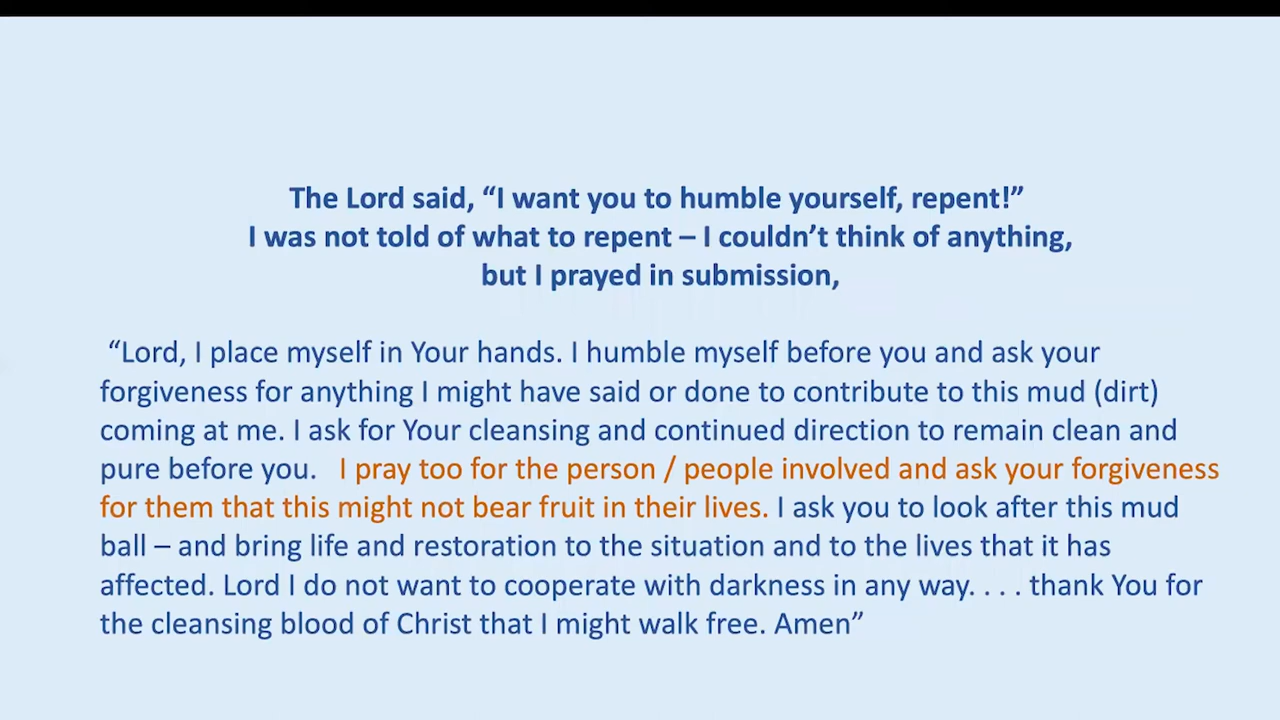 The Lord said, “I want you to humble yourself, repent!”
I was not told of what to repent – I couldn’t think of anything,
but I prayed in submission,
“Lord, I place myself in Your hands. I humble myself before you and ask your
forgiveness for anything I might have said or done to contribute to this mud (dirt)
coming at me. I ask for Your cleansing and continued direction to remain clean and
pure before you. I pray too for the person / people involved and ask your forgiveness
for them that this might not bear fruit in their lives. I ask you to look after this mud
ball – and bring life and restoration to the situation and to the lives that it has
affected. Lord I do not want to cooperate with darkness in any way. . . . thank You for
the cleansing blood of Christ that I might walk free. Amen”